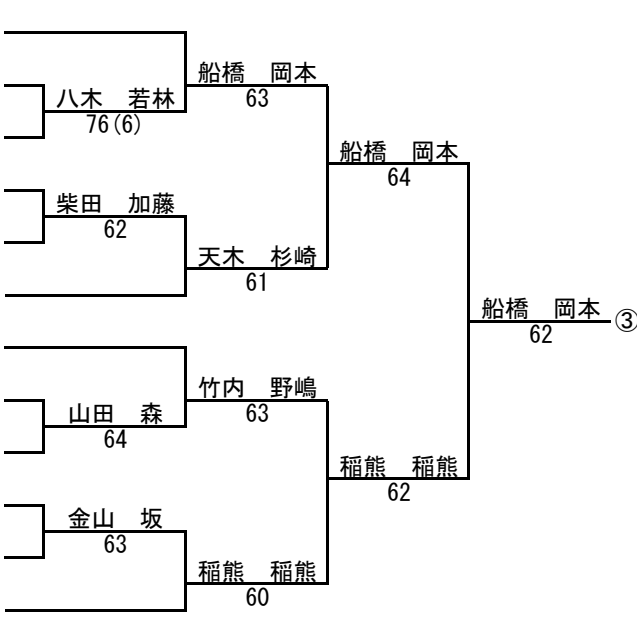 船橋　岡本
八木　若林
63
76(6)
船橋　岡本
64
柴田　加藤
62
天木　杉崎
61
船橋　岡本
62
③
竹内　野嶋
63
山田　森
64
稲熊　稲熊
62
金山　坂
63
稲熊　稲熊
60